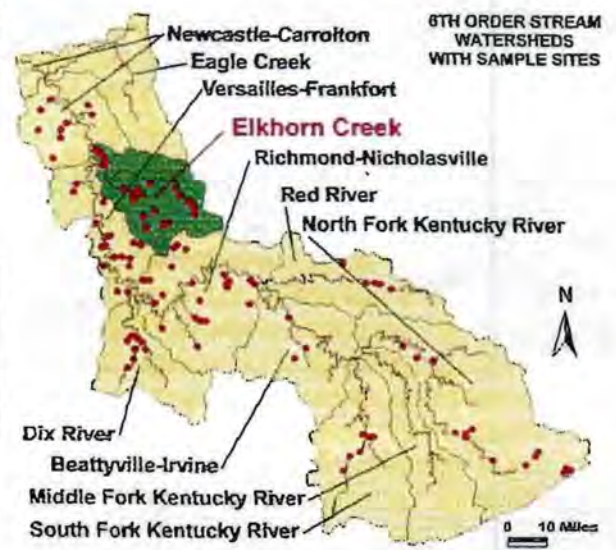 Newcastle-Carrolton
Eagle Creek
Versailles-Frankfort
Elkhorn Creek
Richmond-Nicholasville
Red River
North Fork Kentucky River
6TH ORDER STREAM
WATERSHEDS
WITH SAMPLE SITES
N
Dix River
Beattyville-Irvine
Middle Fork Kentucky River
South Fork Kentucky River
0 10 Miles